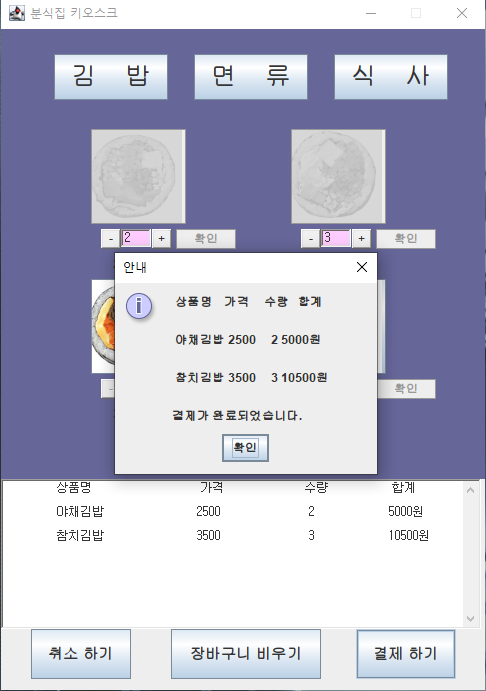 분식집 키오스크
김 밥 면 류 식 사
- 2 + 확인 - 3 + 확인
안내
상품명 가격 수량 합계
야채김밥 2500 2 5000원
참치김밥 3500 3 10500원
결제가 완료되었습니다.
확인
- 확인
상품명 가격 수량 합계
야채김밥 2500 2 5000원
참치김밥 3500 3 10500원
취소 하기 장바구니 비우기 결제 하기